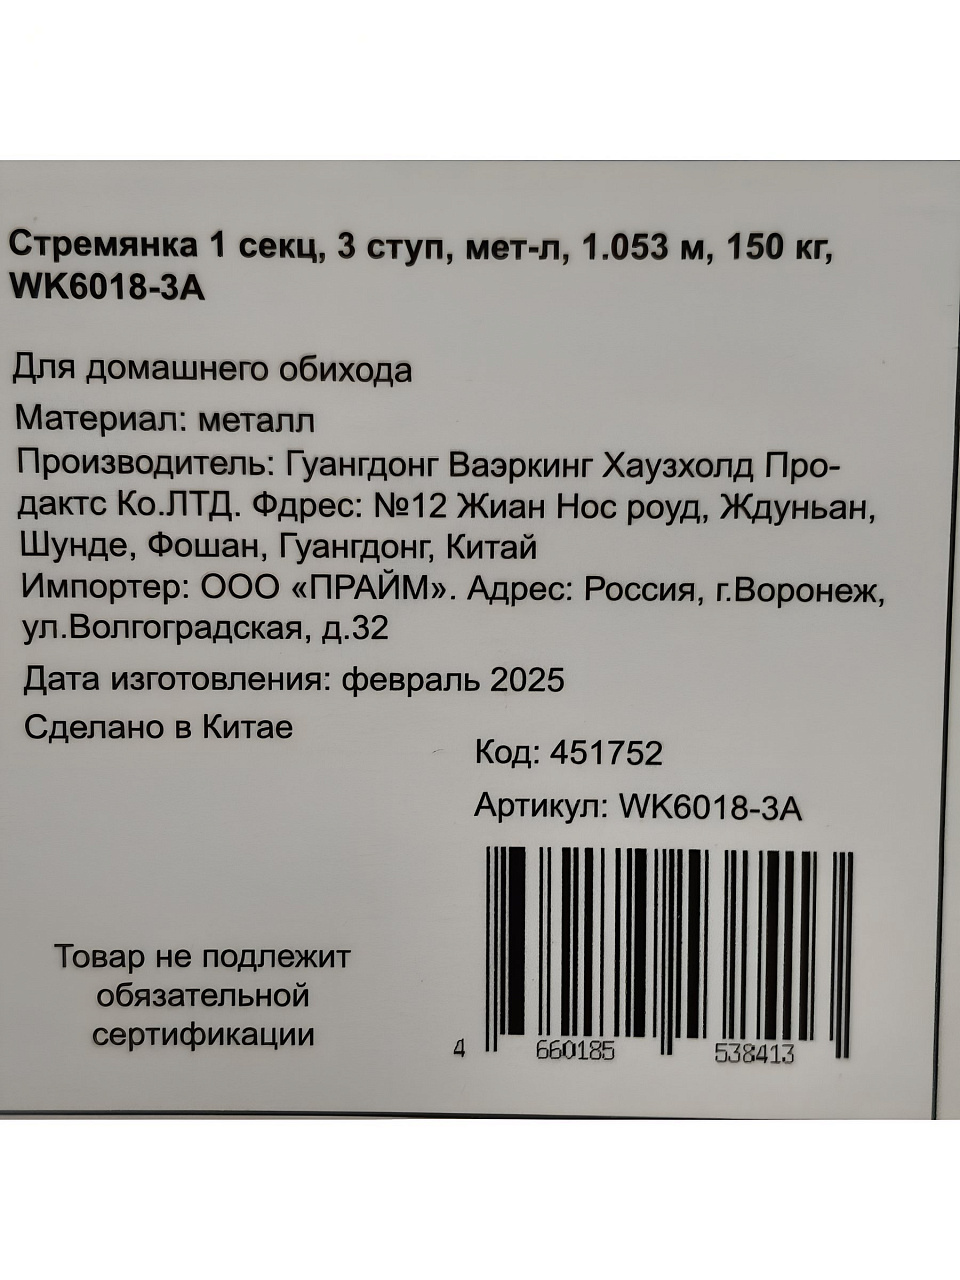 Стремянка 1 секц, 3 ступ, мет-л, 1.053 м, 150 кг,
WK6018-3A
Для домашнего обихода
Материал: металл
Производитель: Гуангдонг Ваэркинг Хаузхолд Про-
дактс Ко.ЛТД. Фдрес: №12 Жиан Нос роуд, Ждуньан,
Шунде, Фошан, Гуангдонг, Китай
Импортер: ООО «ПРАЙМ». Адрес: Россия, г.Воронеж,
ул.Волгоградская, д.32
Дата изготовления: февраль 2025
Сделано в Китае
Код: 451752
Артикул: WK6018-3A
Товар не подлежит
обязательной
сертификации
4 660185 538413